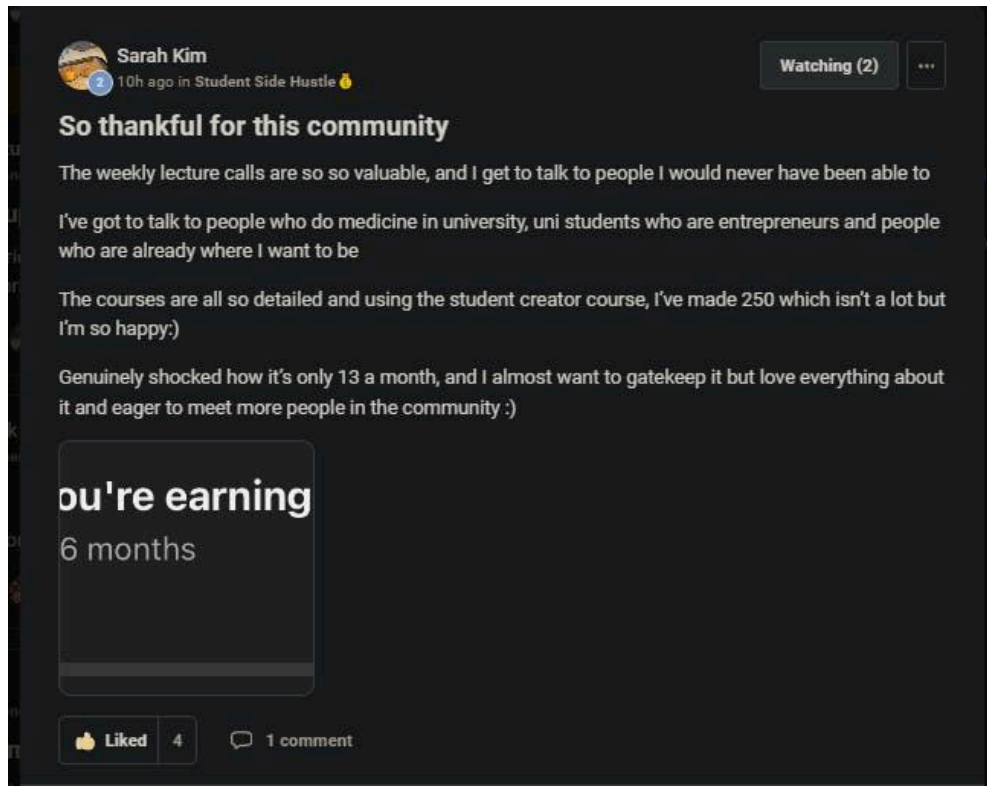 Sarah Kim
2
10h ago in Student Side Hustle
Watching (2)
So thankful for this community
The weekly lecture calls are so so valuable, and I get to talk to people I would never have been able to
I've got to talk to people who do medicine in university, uni students who are entrepreneurs and people
who are already where I want to be
The courses are all so detailed and using the student creator course, I've made 250 which isn't a lot but
I'm so happy:)
Genuinely shocked how it's only 13 a month, and I almost want to gatekeep it but love everything about
it and eager to meet more people in the community :)
ou're earning
6 months
Liked 4
1 comment